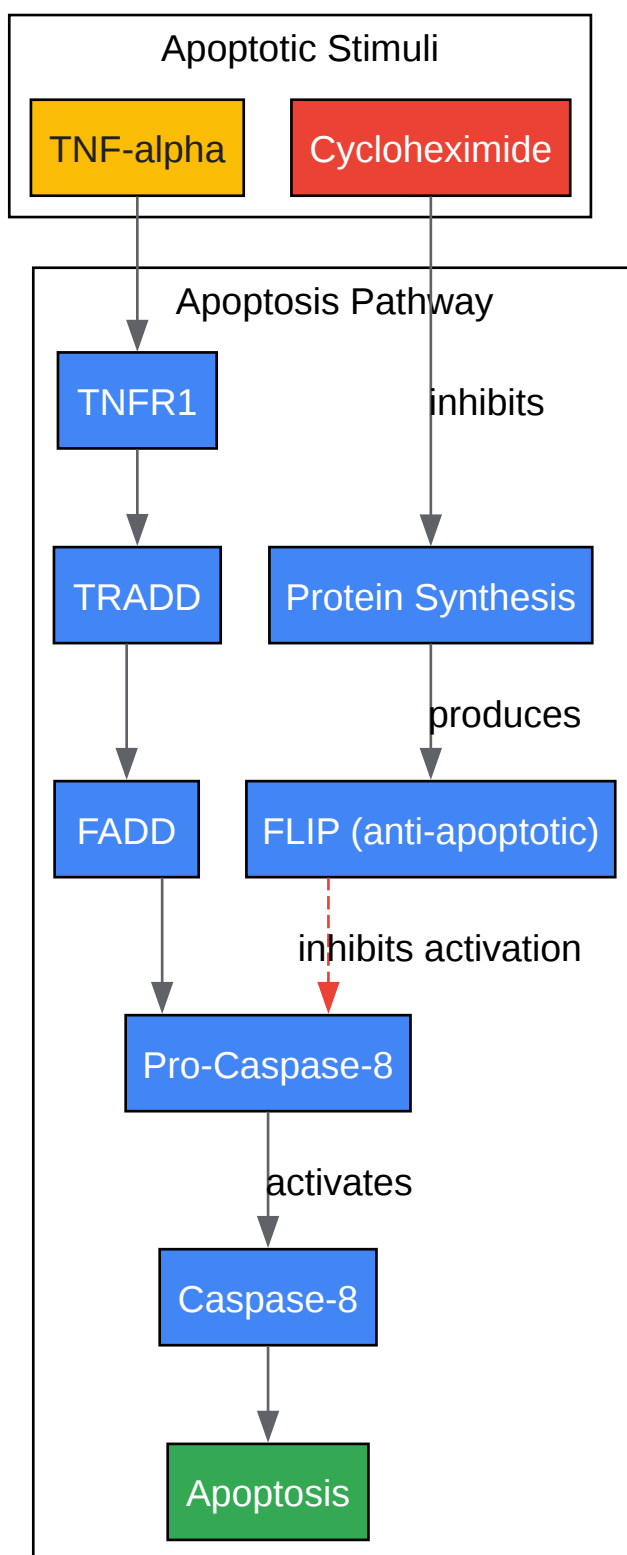 Apoptotic Stimuli
TNF-alpha
Cycloheximide
Apoptosis Pathway
TNFR1
inhibits
TRADD
Protein Synthesis
produces
FADD
FLIP (anti-apoptotic)
inhibits activation
Pro-Caspase-8
activates
Caspase-8
Apoptosis